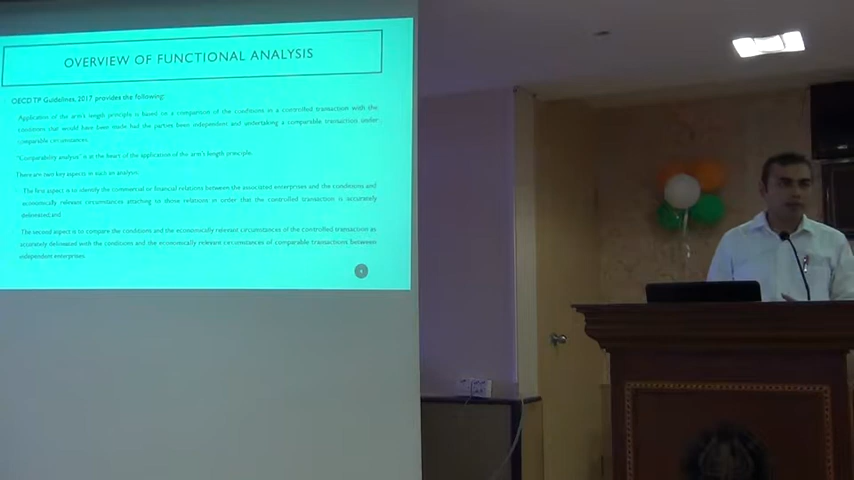 OVERVIEW OF FUNCTIONAL ANALYSIS
OECD TP Guidelines, 2017 provides the following:
Application of the arm's length principle is based on a comparison of the conditions in a controlled transaction with the
conditions that would have been made had the parties been independent and undertaking a comparable transaction under
comparable circumstances.
"Comparability analysis" is at the heart of the application of the arm's length principle.
There are two key aspects in such an analysis:
The first aspect is to identify the commercial or financial relations between the associated enterprises and the conditions and
economically relevant circumstances attaching to those relations in order that the controlled transaction is accurately
delineated; and
The second aspect is to compare the conditions and the economically relevant circumstances of the controlled transaction as
accurately delineated with the conditions and the economically relevant circumstances of comparable transactions between
independent enterprises